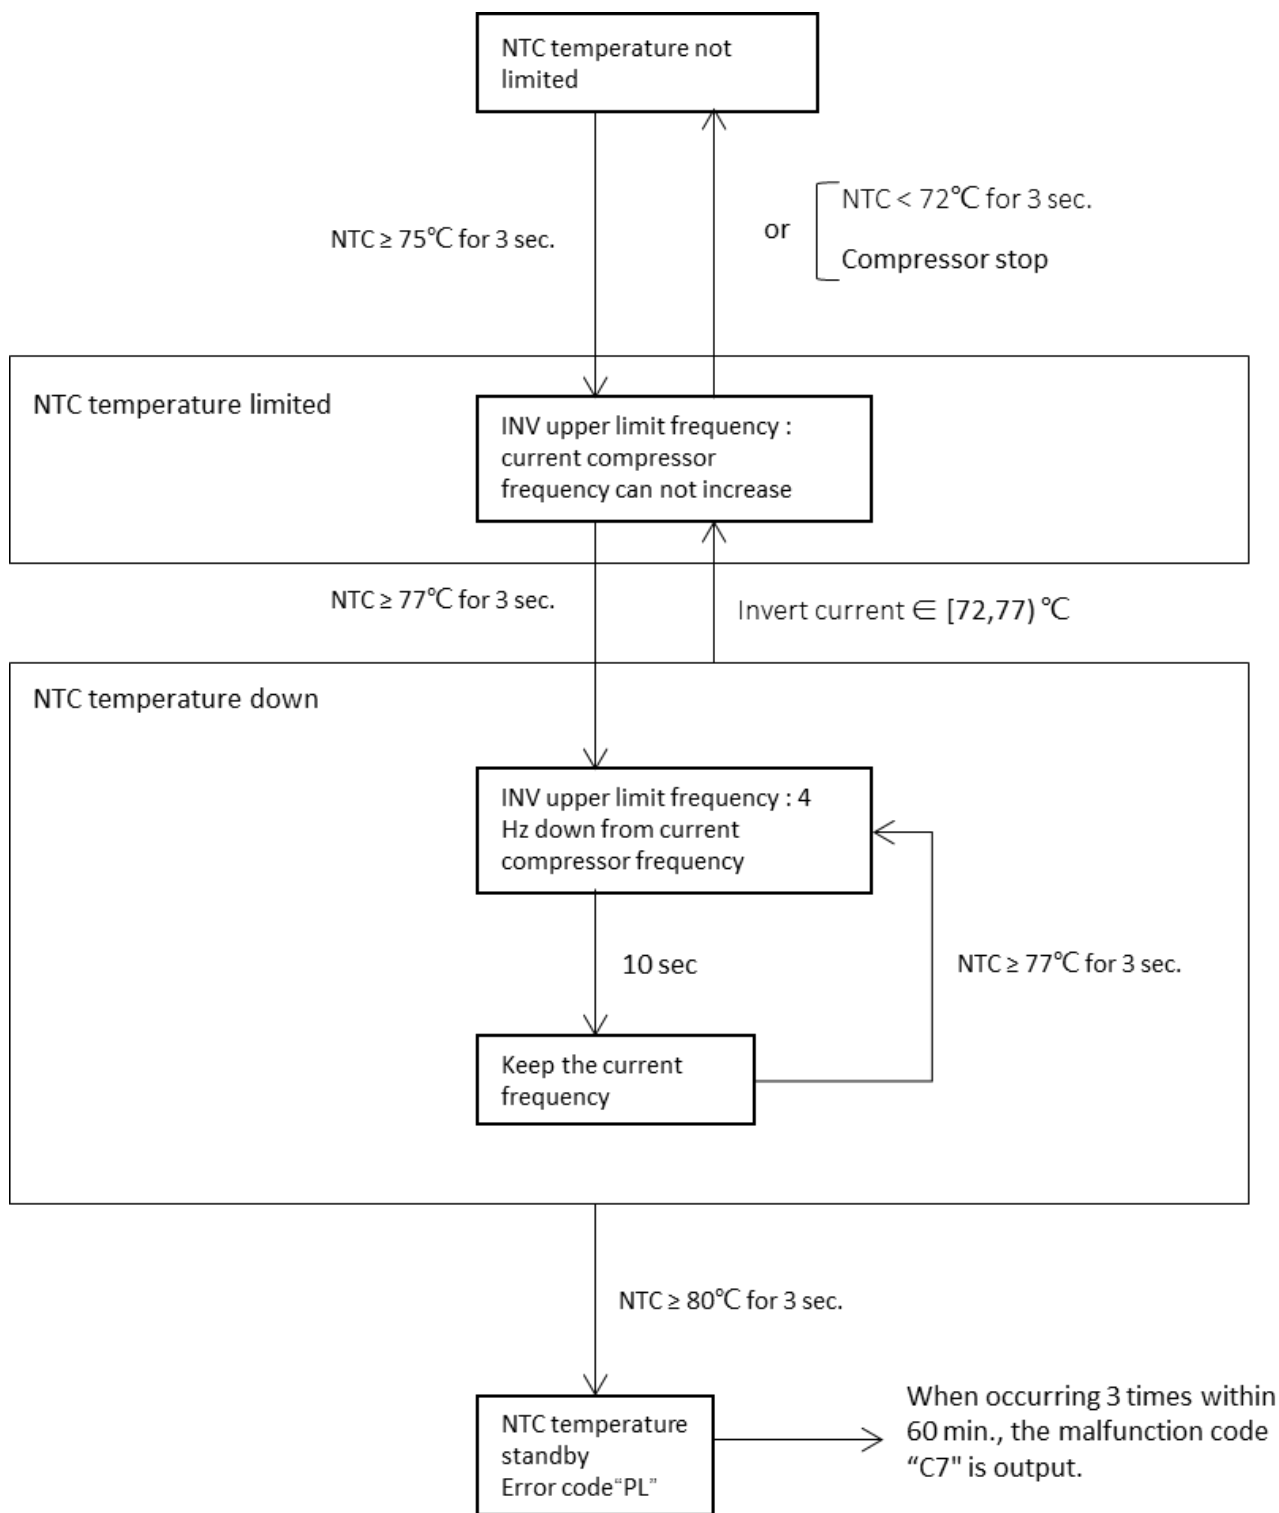 NTC temperature not
limited
NTC ≥ 75℃ for 3 sec.
or
NTC < 72℃ for 3 sec.
Compressor stop
NTC temperature limited
INV upper limit frequency :
current compressor
frequency can not increase
NTC ≥ 77℃ for 3 sec.
Invert current ∈ [72,77) ℃
NTC temperature down
INV upper limit frequency : 4
Hz down from current
compressor frequency
10 sec
NTC ≥ 77℃ for 3 sec.
Keep the current
frequency
NTC ≥ 80℃ for 3 sec.
NTC temperature
standby
Error code“PL”
When occurring 3 times within
60 min., the malfunction code
“C7" is output.